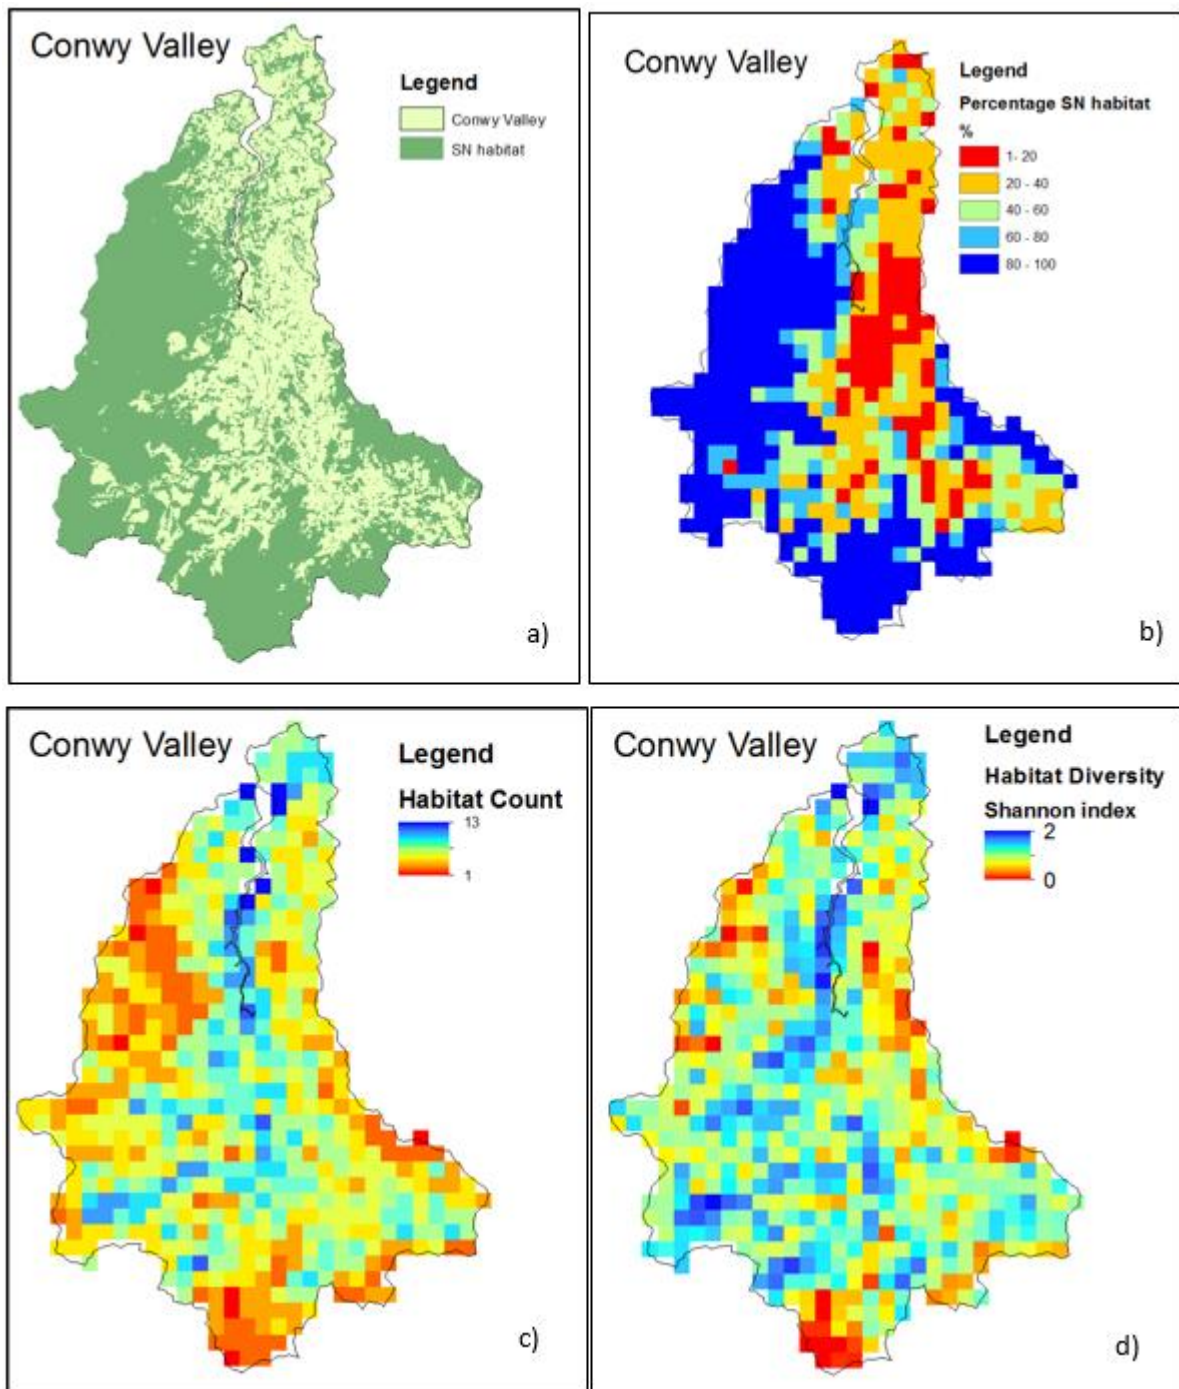 Conwy Valley
Legend
Conwy Valley
SN habitat
a)
Conwy Valley
Legend
Percentage SN habitat
%
1- 20
20 - 40
40 - 60
60 - 80
80 - 100
b)
Conwy Valley
Legend
Habitat Count
13
1
c)
Conwy Valley
Legend
Habitat Diversity
Shannon index
2
0
d)